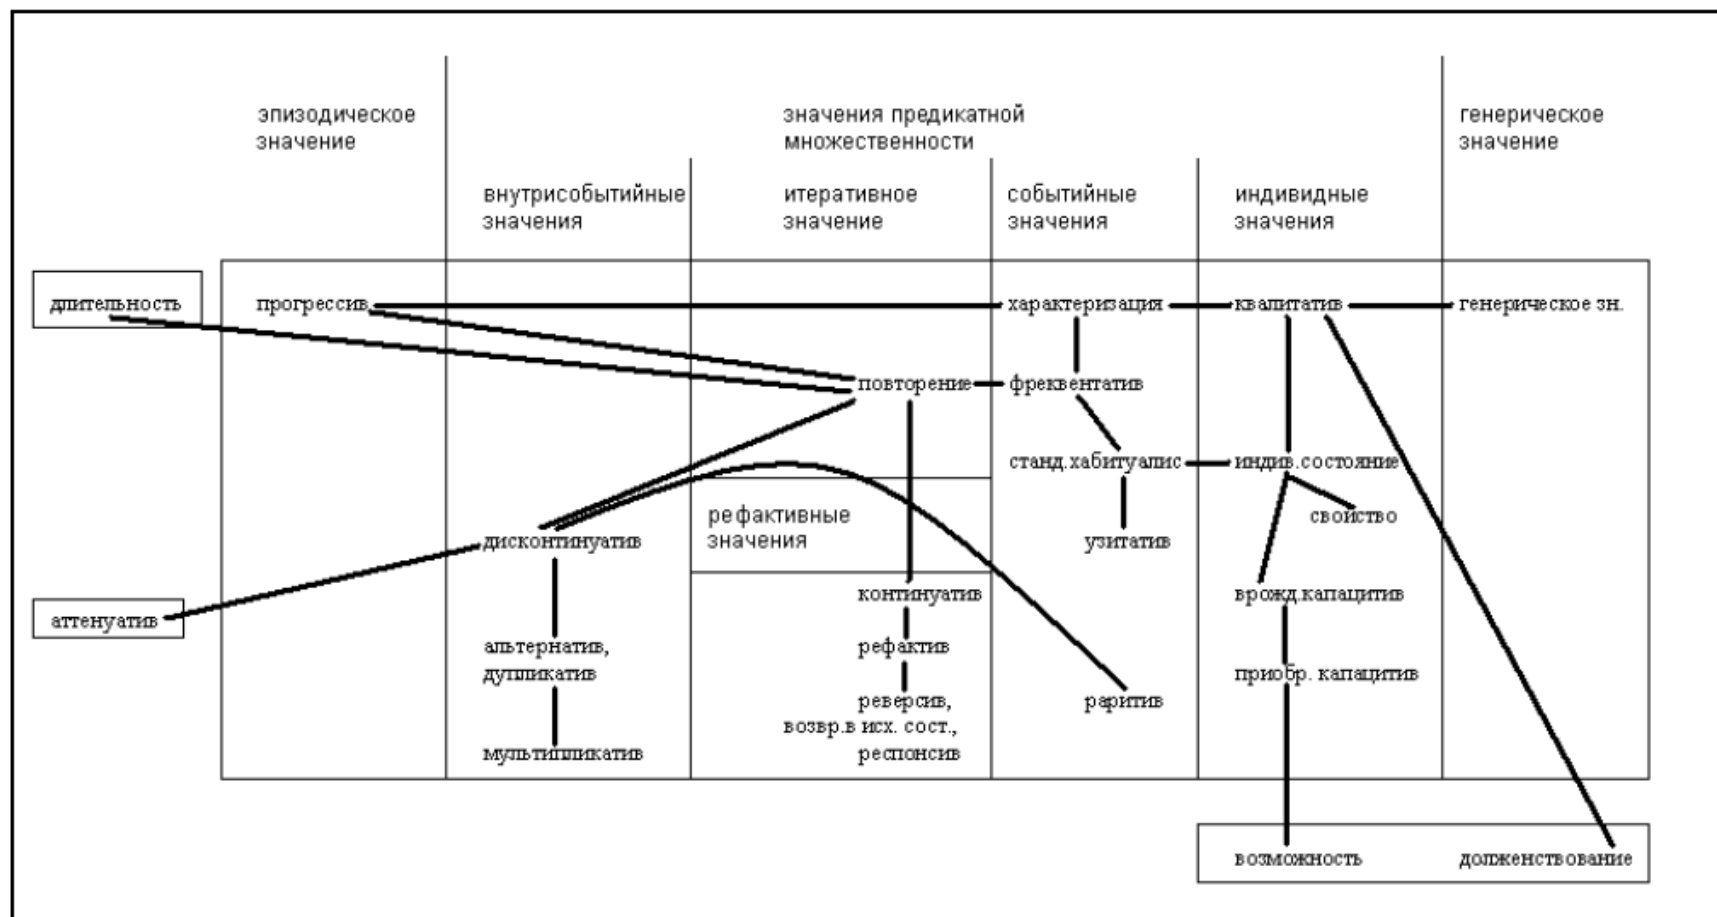 эпизодическое
значение
значения предикатной
множественности
генерическое
значение
внутрисобытийные
значения
итеративное
значение
событийные
значения
индивидные
значения
длительность
прогрессив
характеризация
квалитатив
генерическое зн.
повторение
фреквентатив
станд.хабитуалис
индив.состояние
рефактивные
значения
свойство
дисконтинуатив
узитатив
континуатив
врожд.капацитив
аттенуатив
альтернатив,
дупликатив
рефактив
приобр. капацитив
реверсив,
возвр.в исх. сост.,
респонсив
раритив
мультипликатив
возможность
долженствование